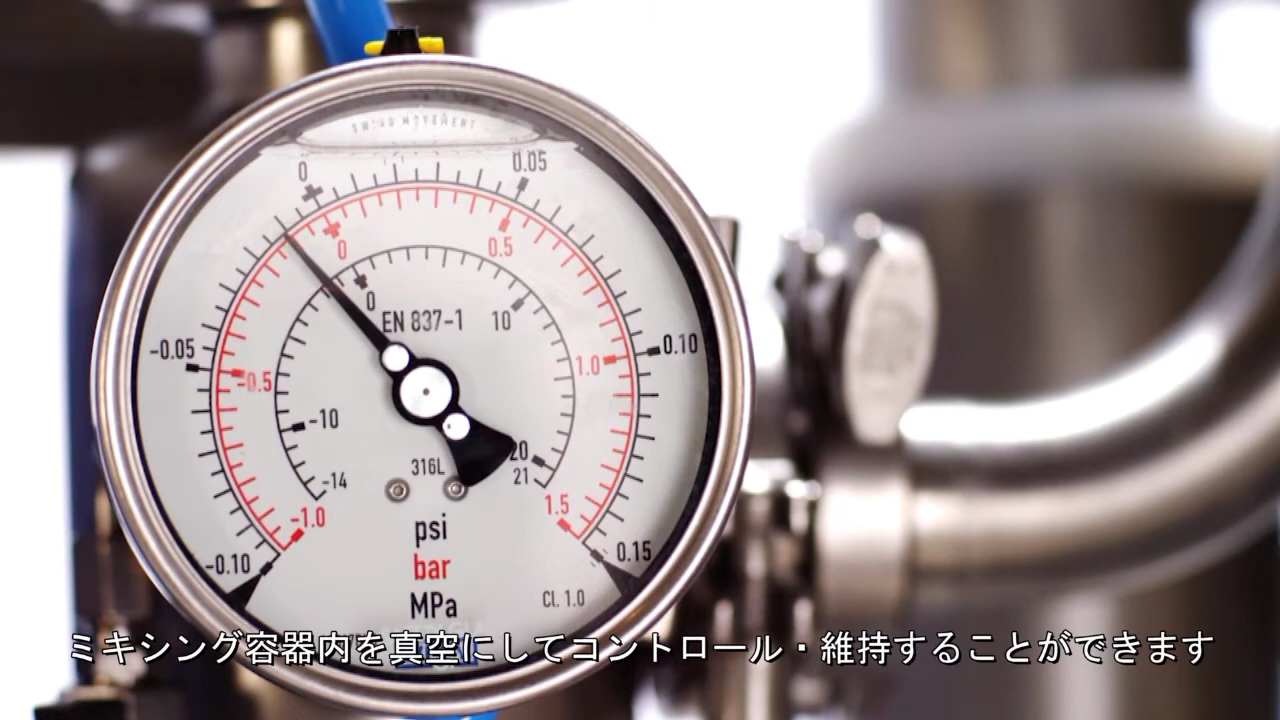 SWISS MOVEMENT
0
0.05
0
0.5
0
EN 837-1
10
-0.05
0.10
-0.5
1.0
-10
20
316L
21
-14
-1.0
1.5
psi
-0.10
0.15
bar
Cl. 1.0
MPa
ミキシング容器内を真空にしてコントロール・維持することができます